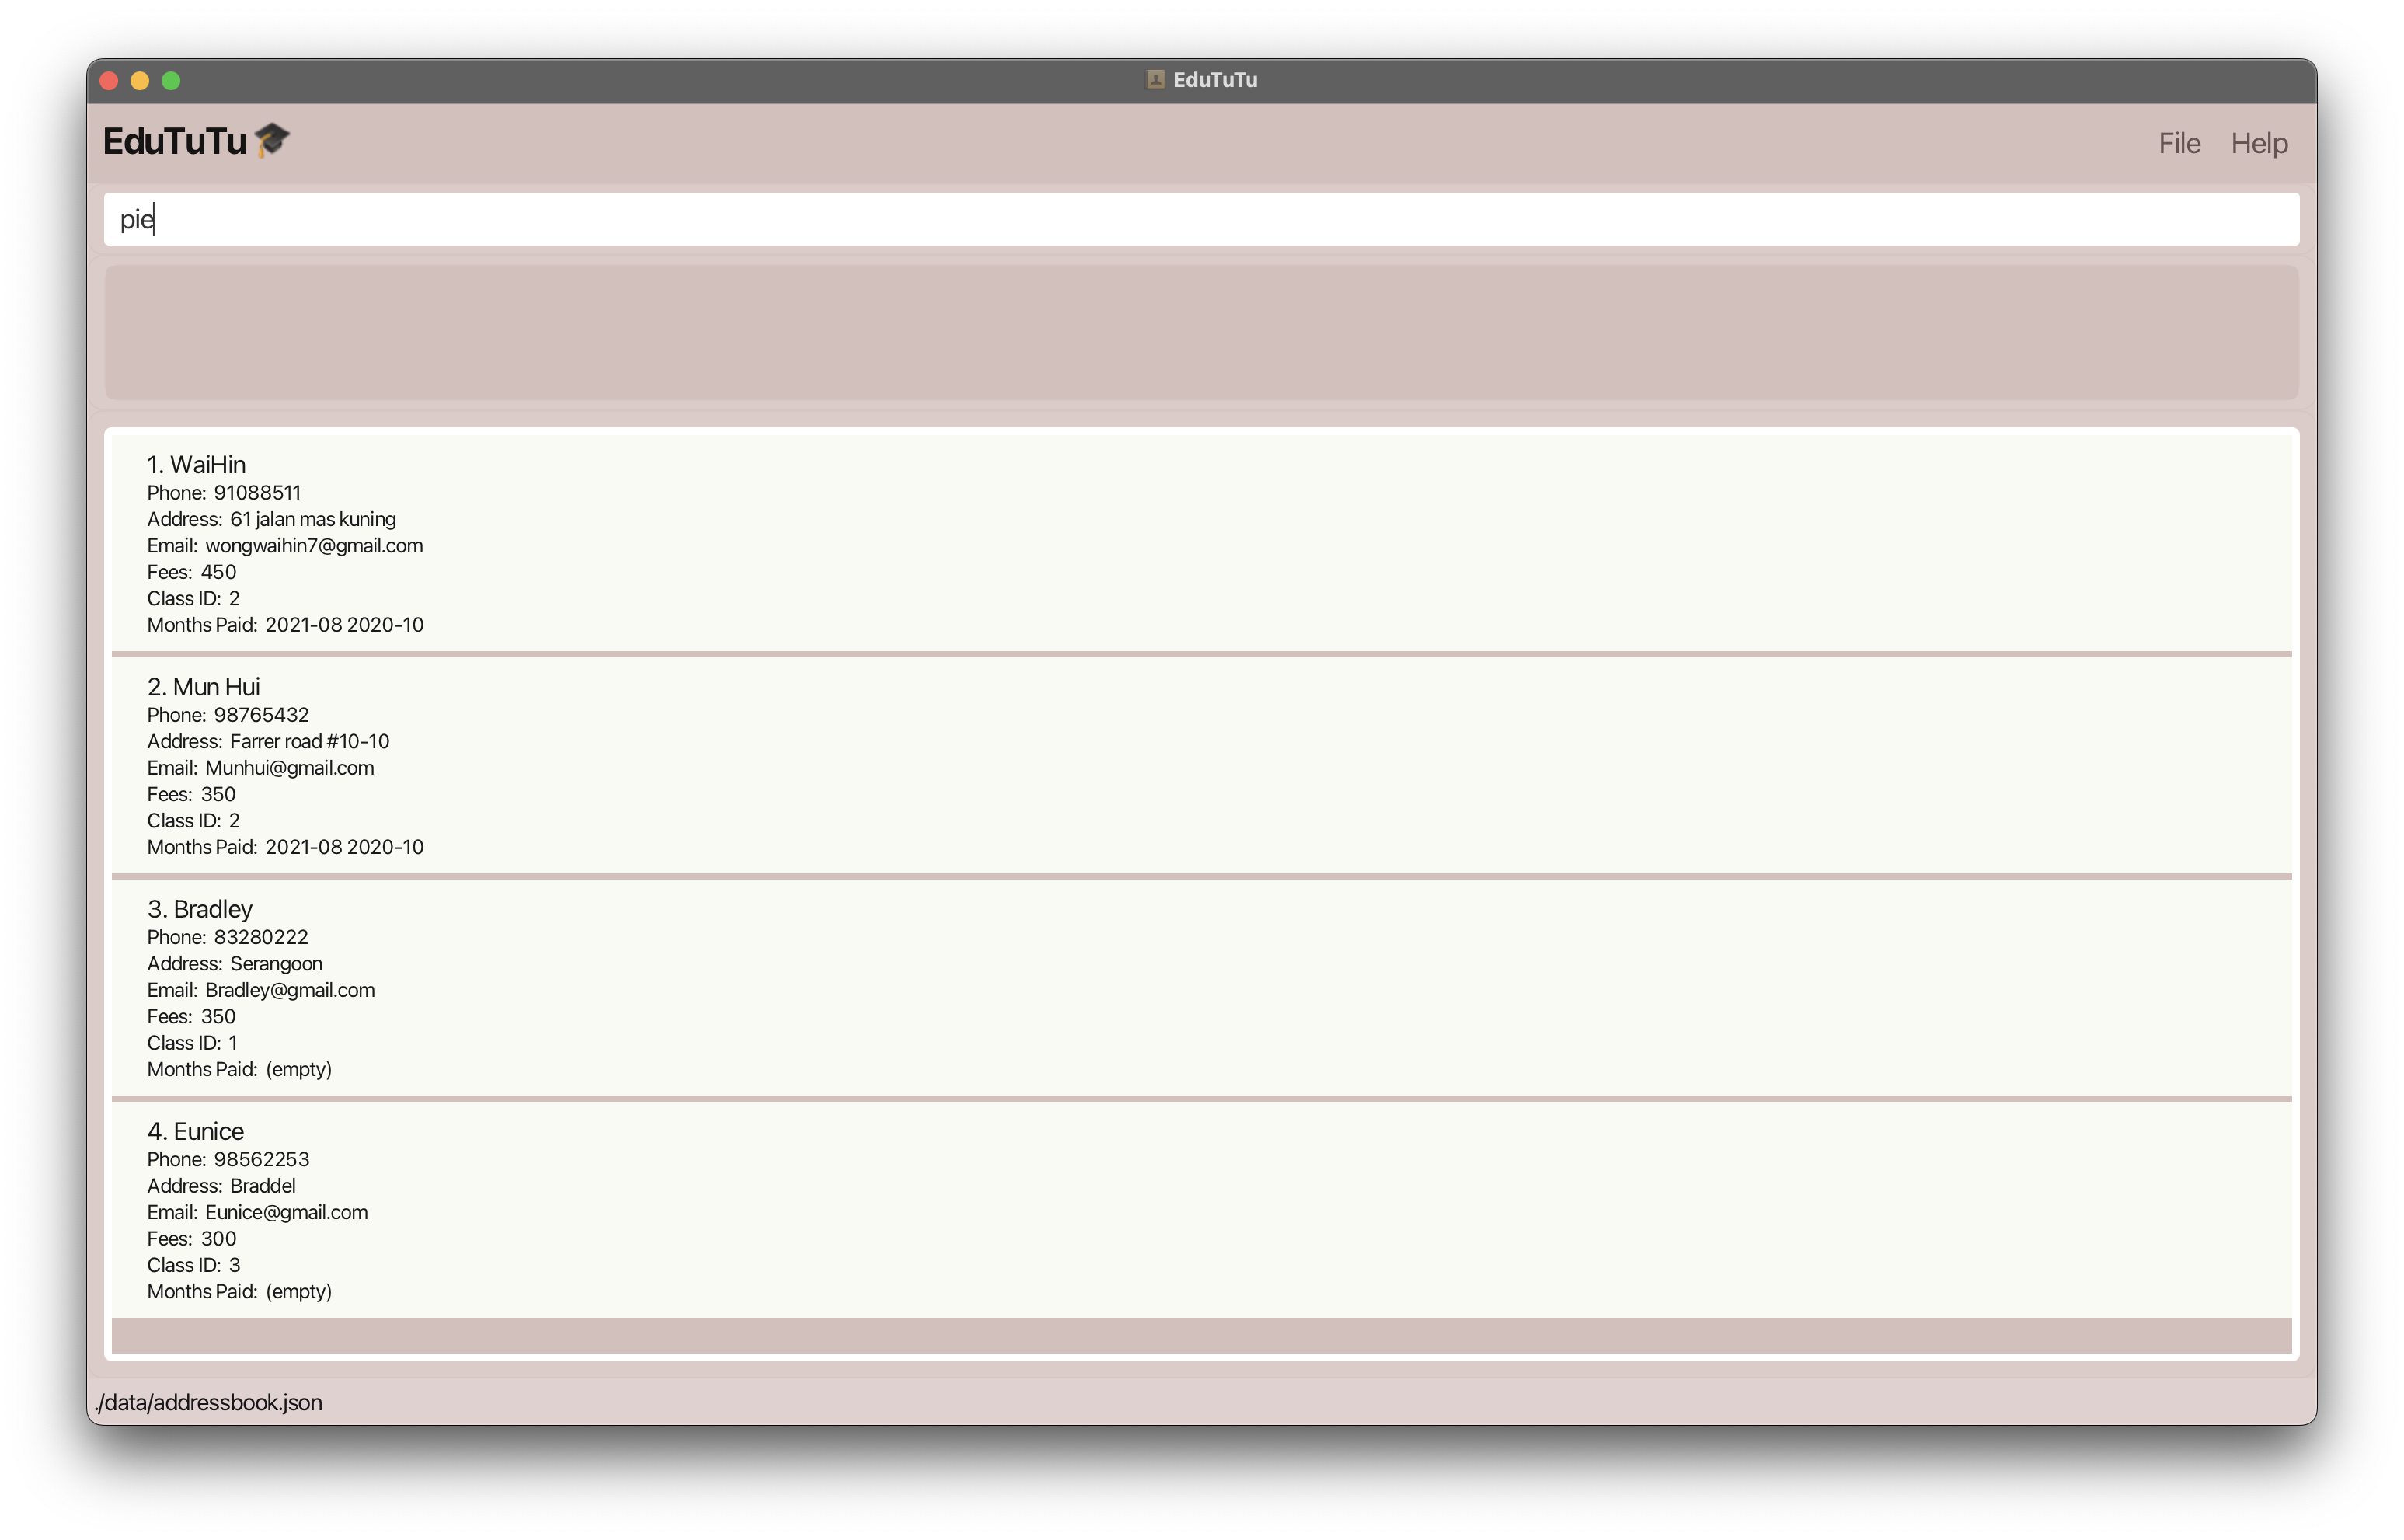 EduTuTu
EduTuTu
File Help
pie
1. WaiHin
Phone: 91088511
Address: 61 jalan mas kuning
Email: wongwaihin7@gmail.com
Fees: 450
Class ID: 2
Months Paid: 2021-08 2020-10
2. Mun Hui
Phone: 98765432
Address: Farrer road #10-10
Email: Munhui@gmail.com
Fees: 350
Class ID: 2
Months Paid: 2021-08 2020-10
3. Bradley
Phone: 83280222
Address: Serangoon
Email: Bradley@gmail.com
Fees: 350
Class ID: 1
Months Paid: (empty)
4. Eunice
Phone: 98562253
Address: Braddel
Email: Eunice@gmail.com
Fees: 300
Class ID: 3
Months Paid: (empty)
./data/addressbook.json